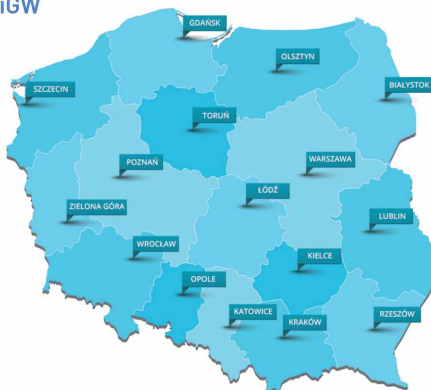 iGW
GDAŃSK
OLSZTYN
SZCZECIN
BIAŁYSTOK
TORUŃ
POZNAŃ
WARSZAWA
ŁÓDŹ
ZIELONA GÓRA
LUBLIN
WROCŁAW
KIELCE
OPOLE
KATOWICE
KRAKÓW
RZESZÓW